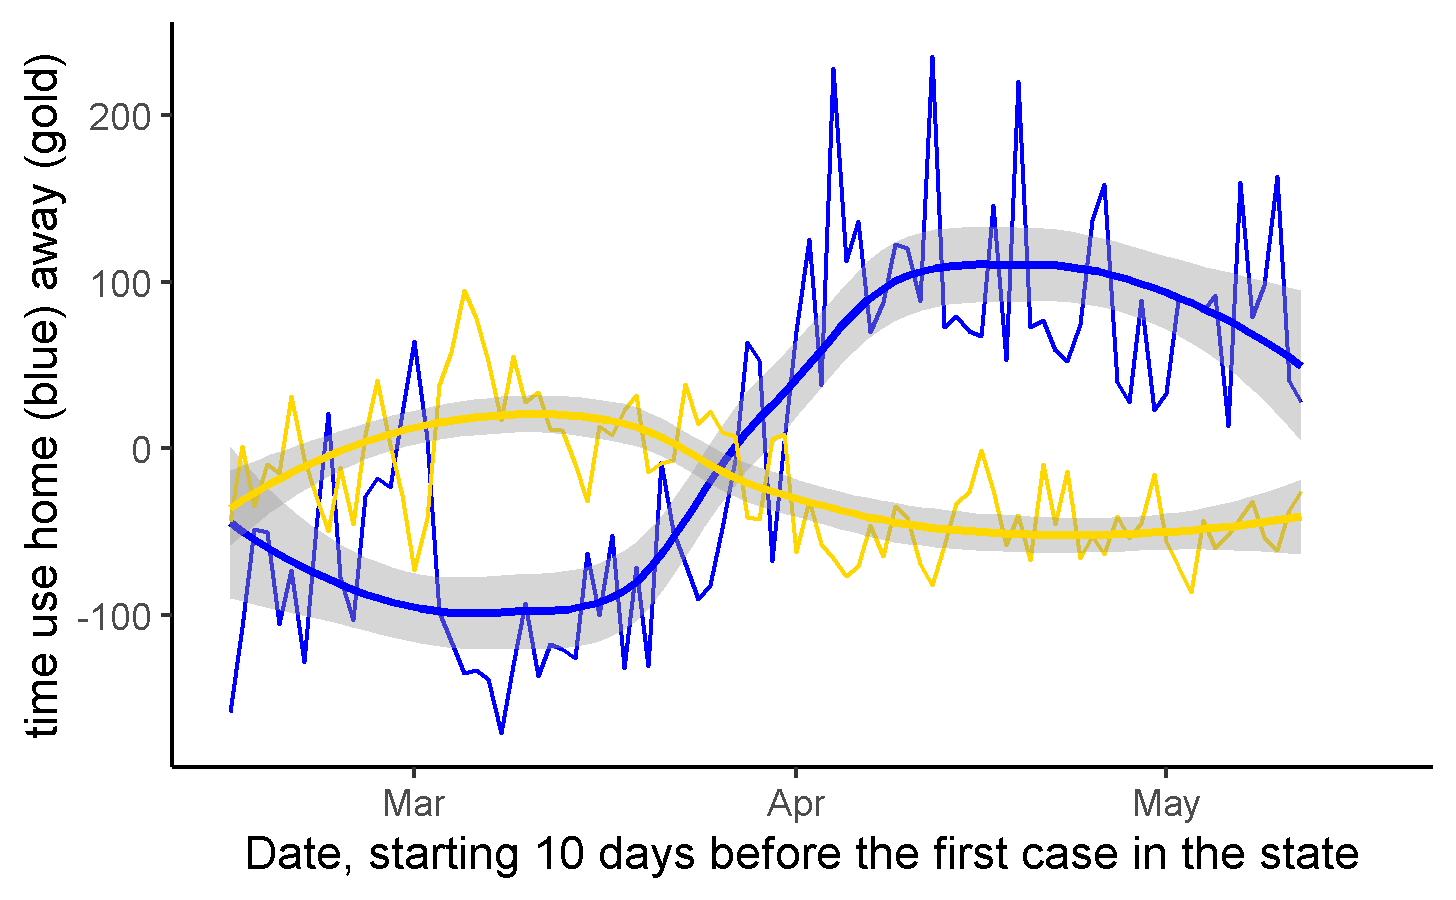 time use home (blue) away (gold)
200
100
0
-100
Mar
Apr
May
Date, starting 10 days before the first case in the state